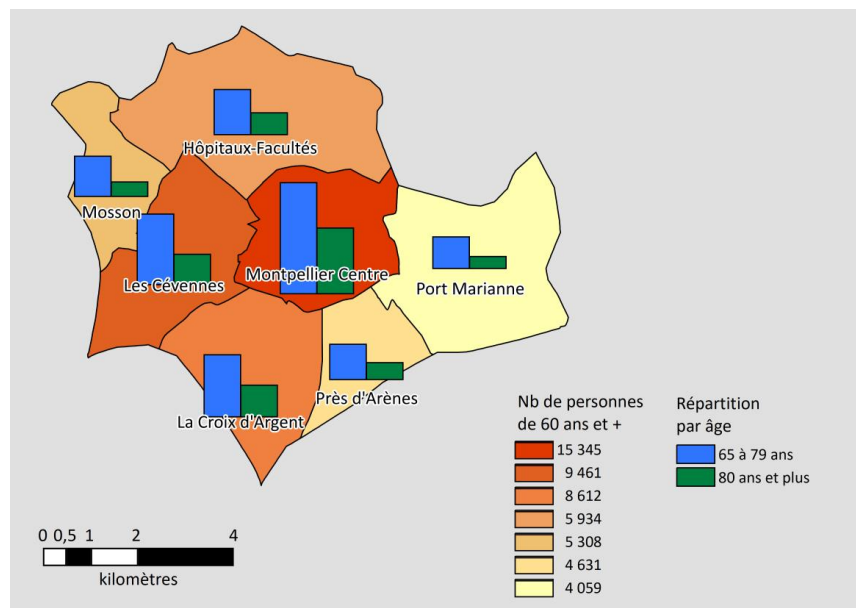 Hôpitaux-Facultés
Mosson
Les Cévennes
Montpellier Centre
Port Marianne
La Croix d'Argent
Près d'Arènes
Nb de personnes
de 60 ans et +
15 345
9 461
8 612
5 934
5 308
4 631
4 059
Répartition
par âge
65 à 79 ans
80 ans et plus
0 0,5 1 2 4
kilomètres